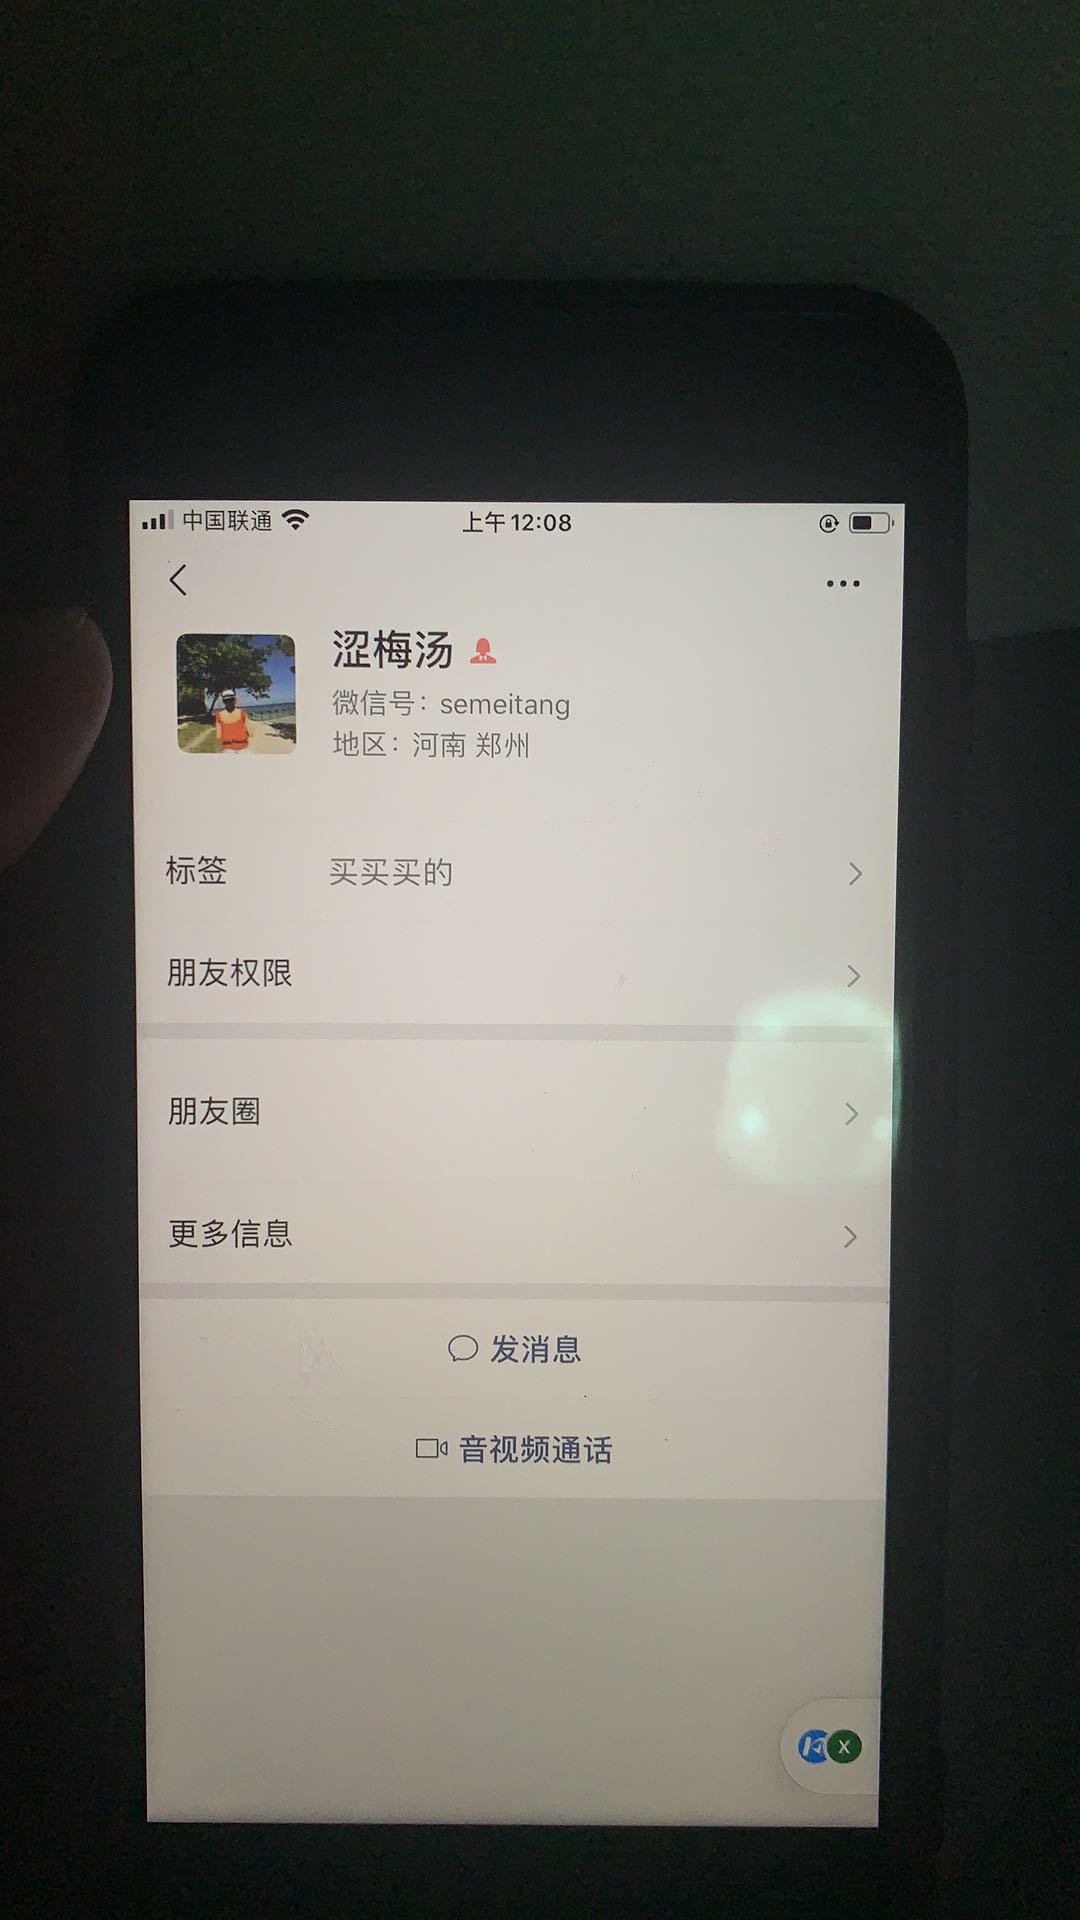 中国联通
上午12:08
涩梅汤
微信号：semeitang
地区：河南 郑州
标签 买买买的
朋友权限
朋友圈
更多信息
发消息
音视频通话
X